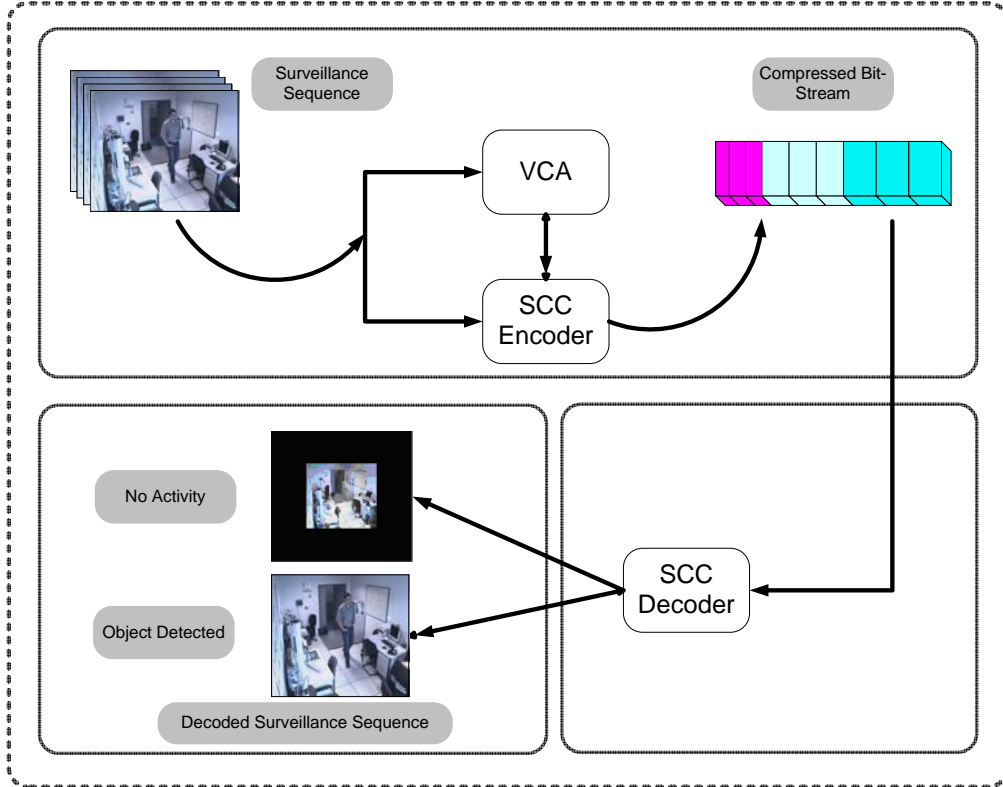 Surveillance
Sequence
Compressed Bit-
Stream
VCA
SCC
Encoder
No Activity
SCC
Decoder
Object Detected
Decoded Surveillance Sequence